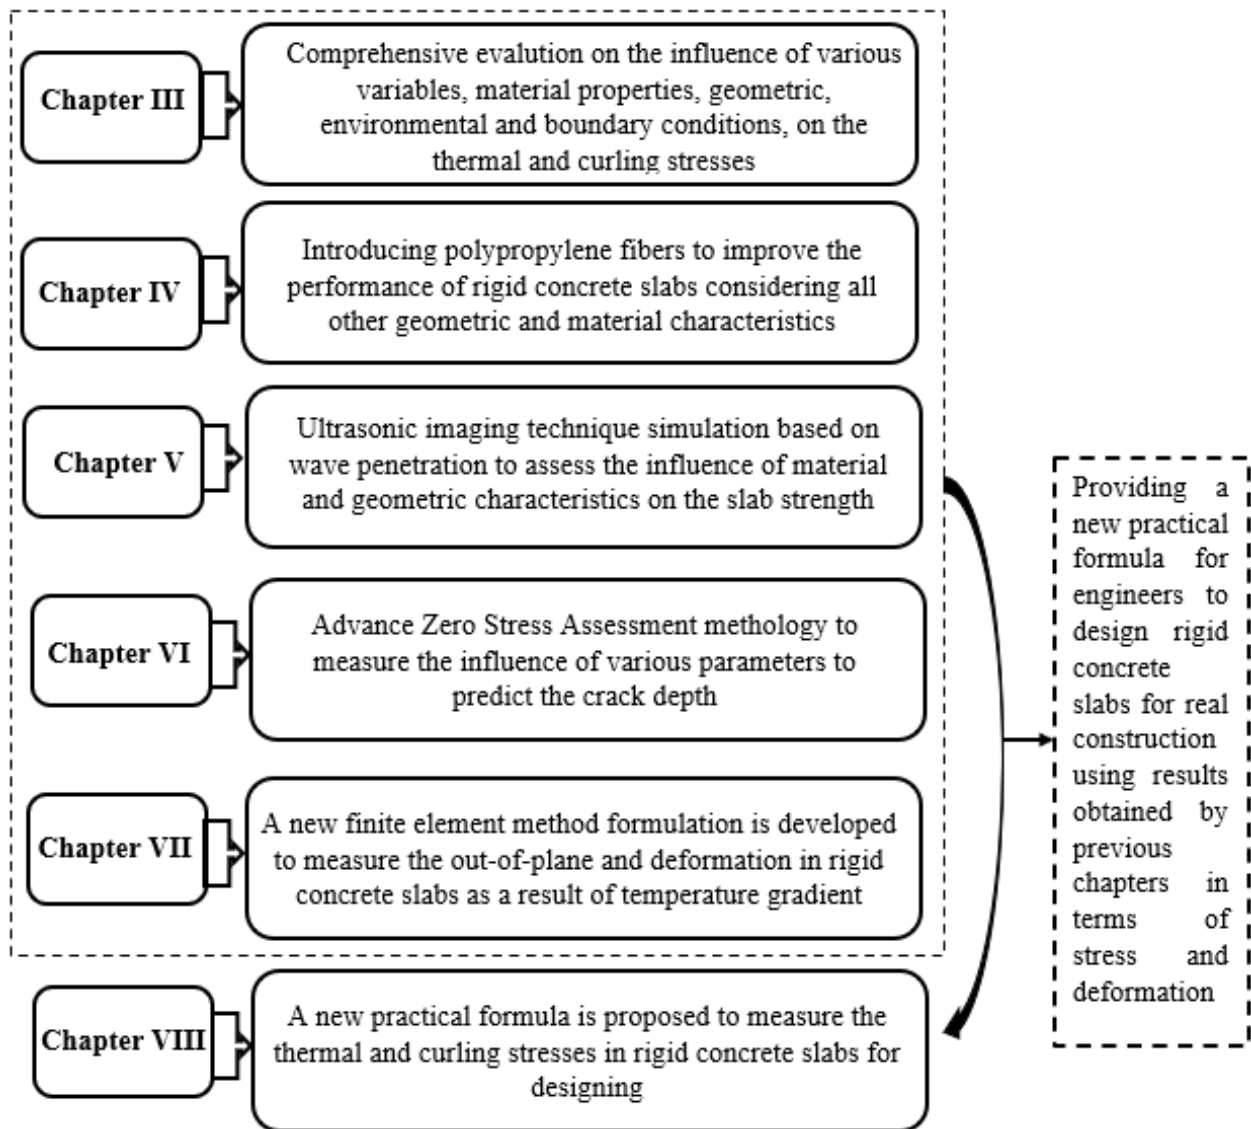 Chapter III
Comprehensive evalution on the influence of various
variables, material properties, geometric,
environmental and boundary conditions, on the
thermal and curling stresses
Chapter IV
Introducing polypropylene fibers to improve the
performance of rigid concrete slabs considering all
other geometric and material characteristics
Chapter V
Ultrasonic imaging technique simulation based on
wave penetration to assess the influence of material
and geometric characteristics on the slab strength
Chapter VI
Advance Zero Stress Assessment methology to
measure the influence of various parameters to
predict the crack depth
Chapter VII
A new finite element method formulation is developed
to measure the out-of-plane and deformation in rigid
concrete slabs as a result of temperature gradient
Chapter VIII
A new practical formula is proposed to measure the
thermal and curling stresses in rigid concrete slabs for
designing
Providing a
new practical
formula for
engineers to
design rigid
concrete
slabs for real
construction
using results
obtained by
previous
chapters in
terms of
stress and
deformation